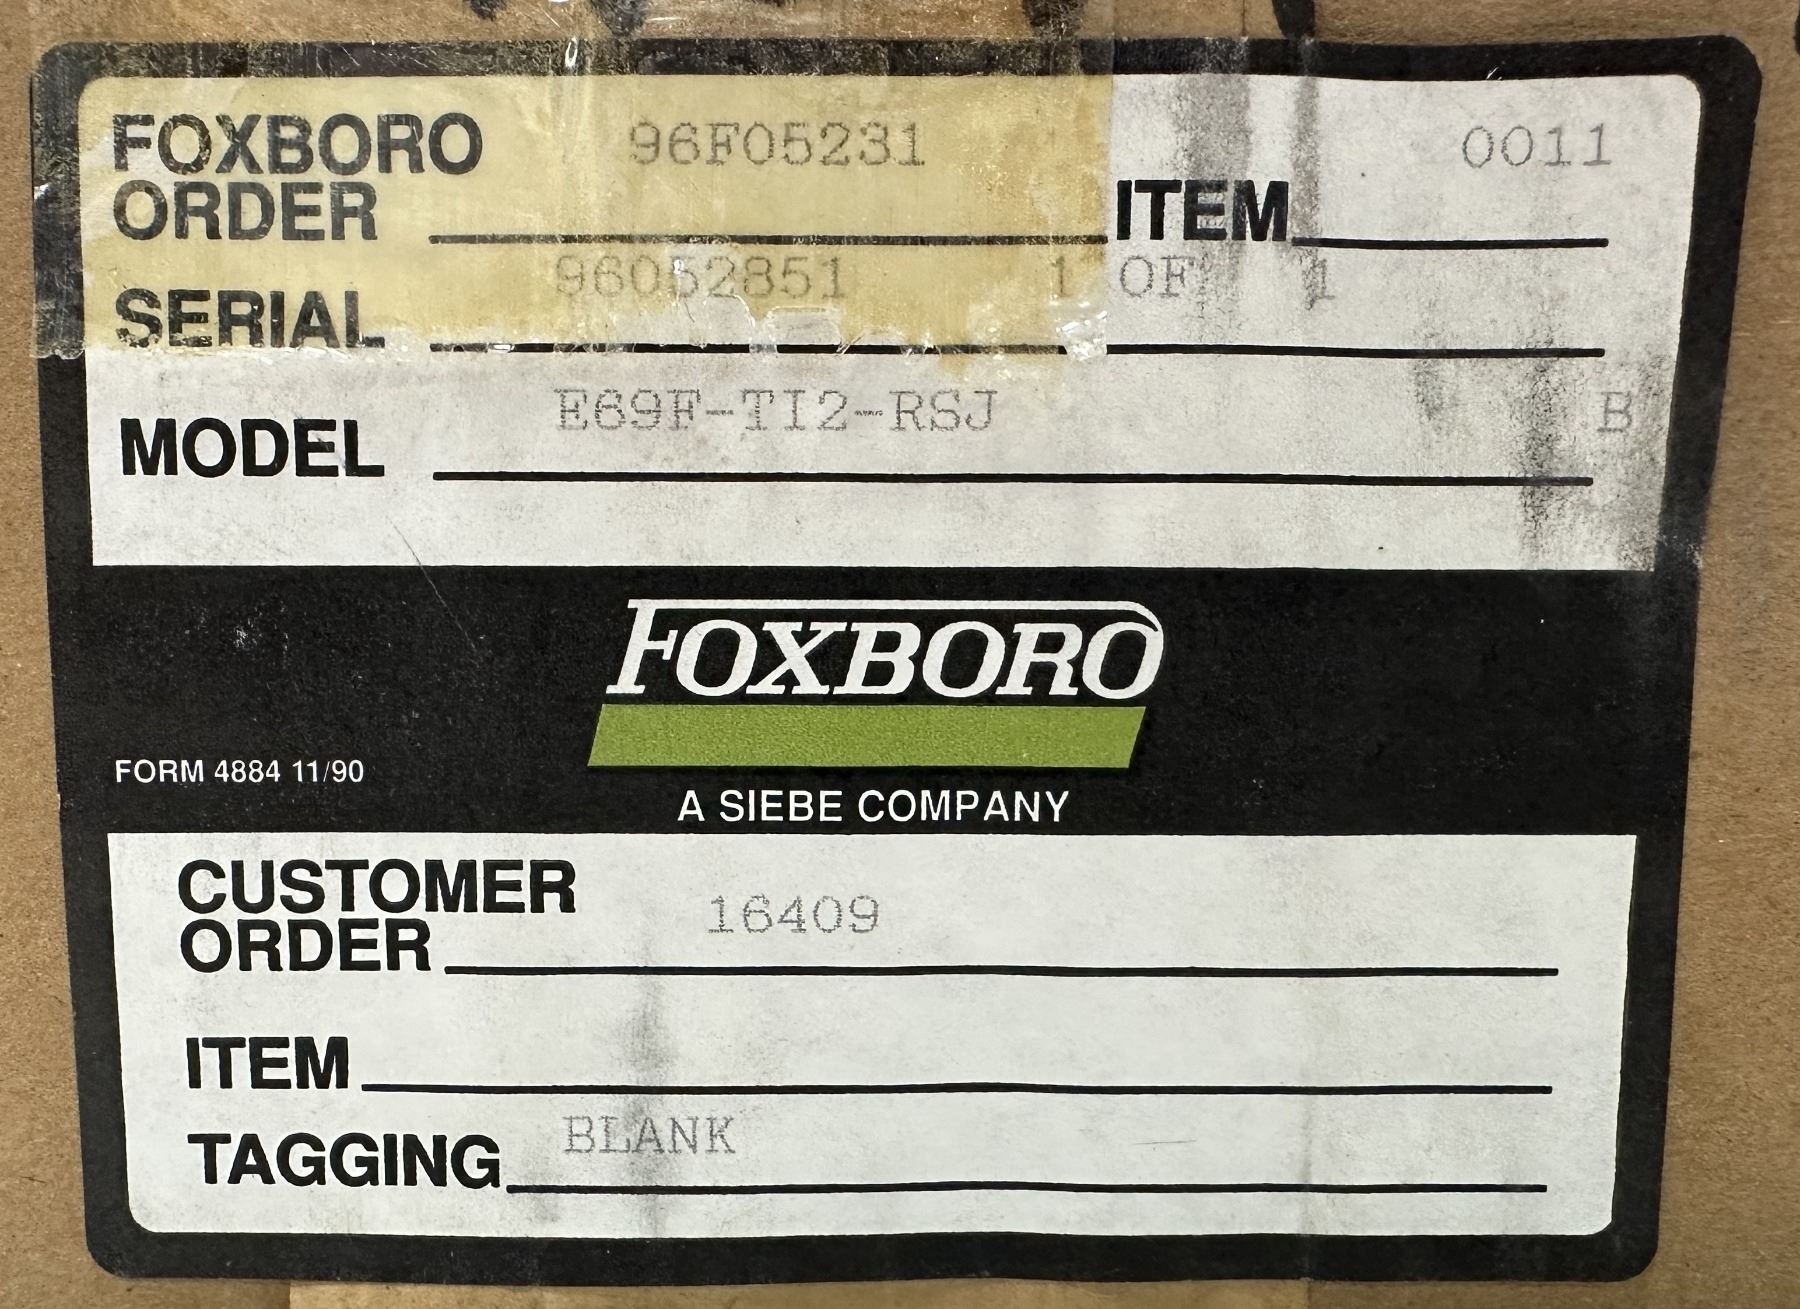 FOXBORO 96F05231 0011
ORDER ITEM
96052851 1 OF 1
SERIAL
E69F-TI2-RSJ B
MODEL
FOXBORO
FORM 4884 11/90
A SIEBE COMPANY
CUSTOMER 16409
ORDER
ITEM
TAGGING BLANK